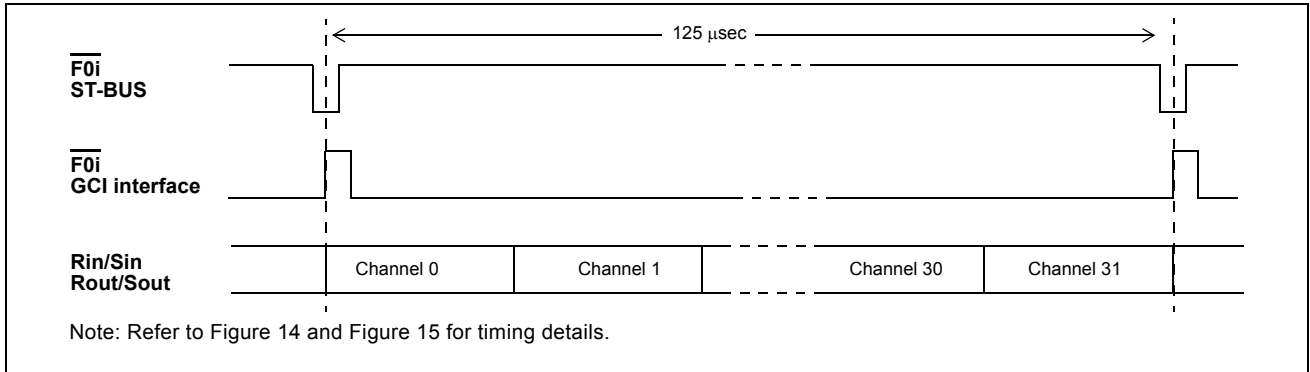 125 μsec
F0i
ST-BUS
F0i
GCI interface
Rin/Sin
Rout/Sout
Channel 0
Channel 1
Channel 30
Channel 31
Note: Refer to Figure 14 and Figure 15 for timing details.